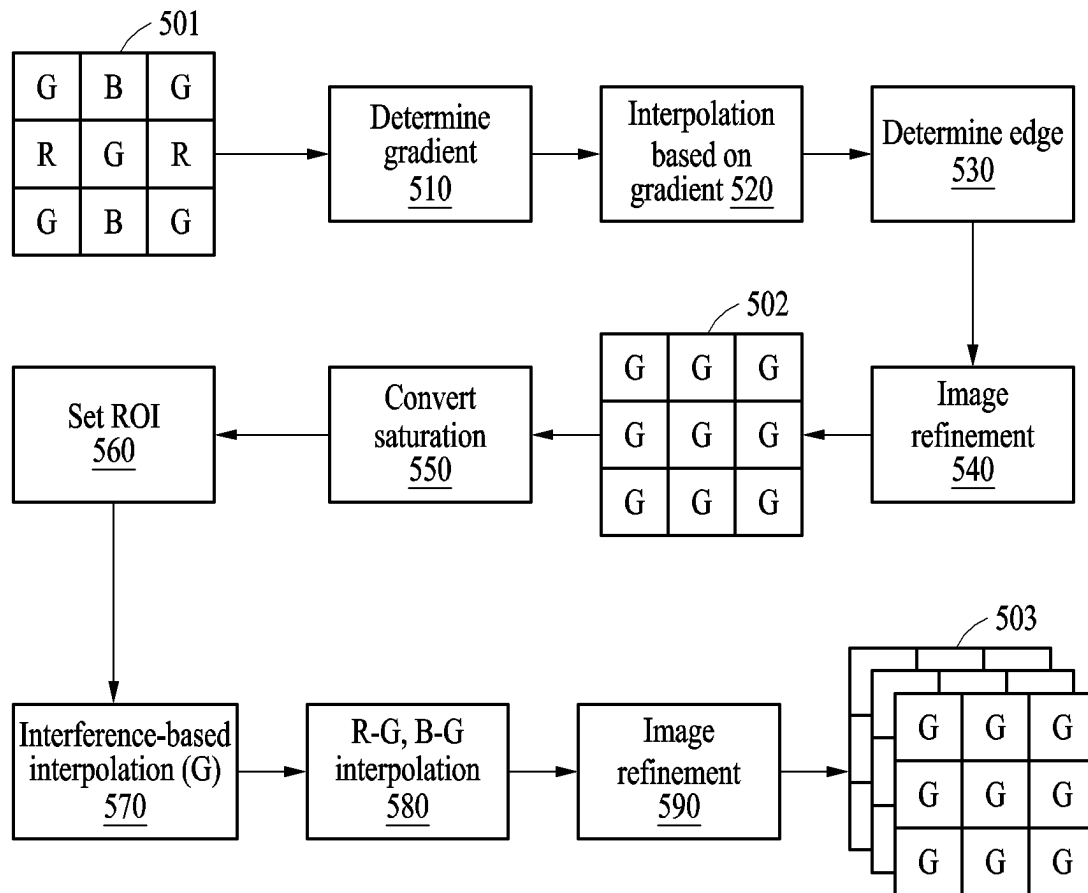 501
G B G
R G R
G B G
Determine
gradient
510
Interpolation
based on
gradient 520
Determine edge
530
502
Set ROI
560
Convert
saturation
550
G G G
G G G
G G G
Image
refinement
540
503
Interference-based
interpolation (G)
570
R-G, B-G
interpolation
580
Image
refinement
590
G G G
G G G
G G G